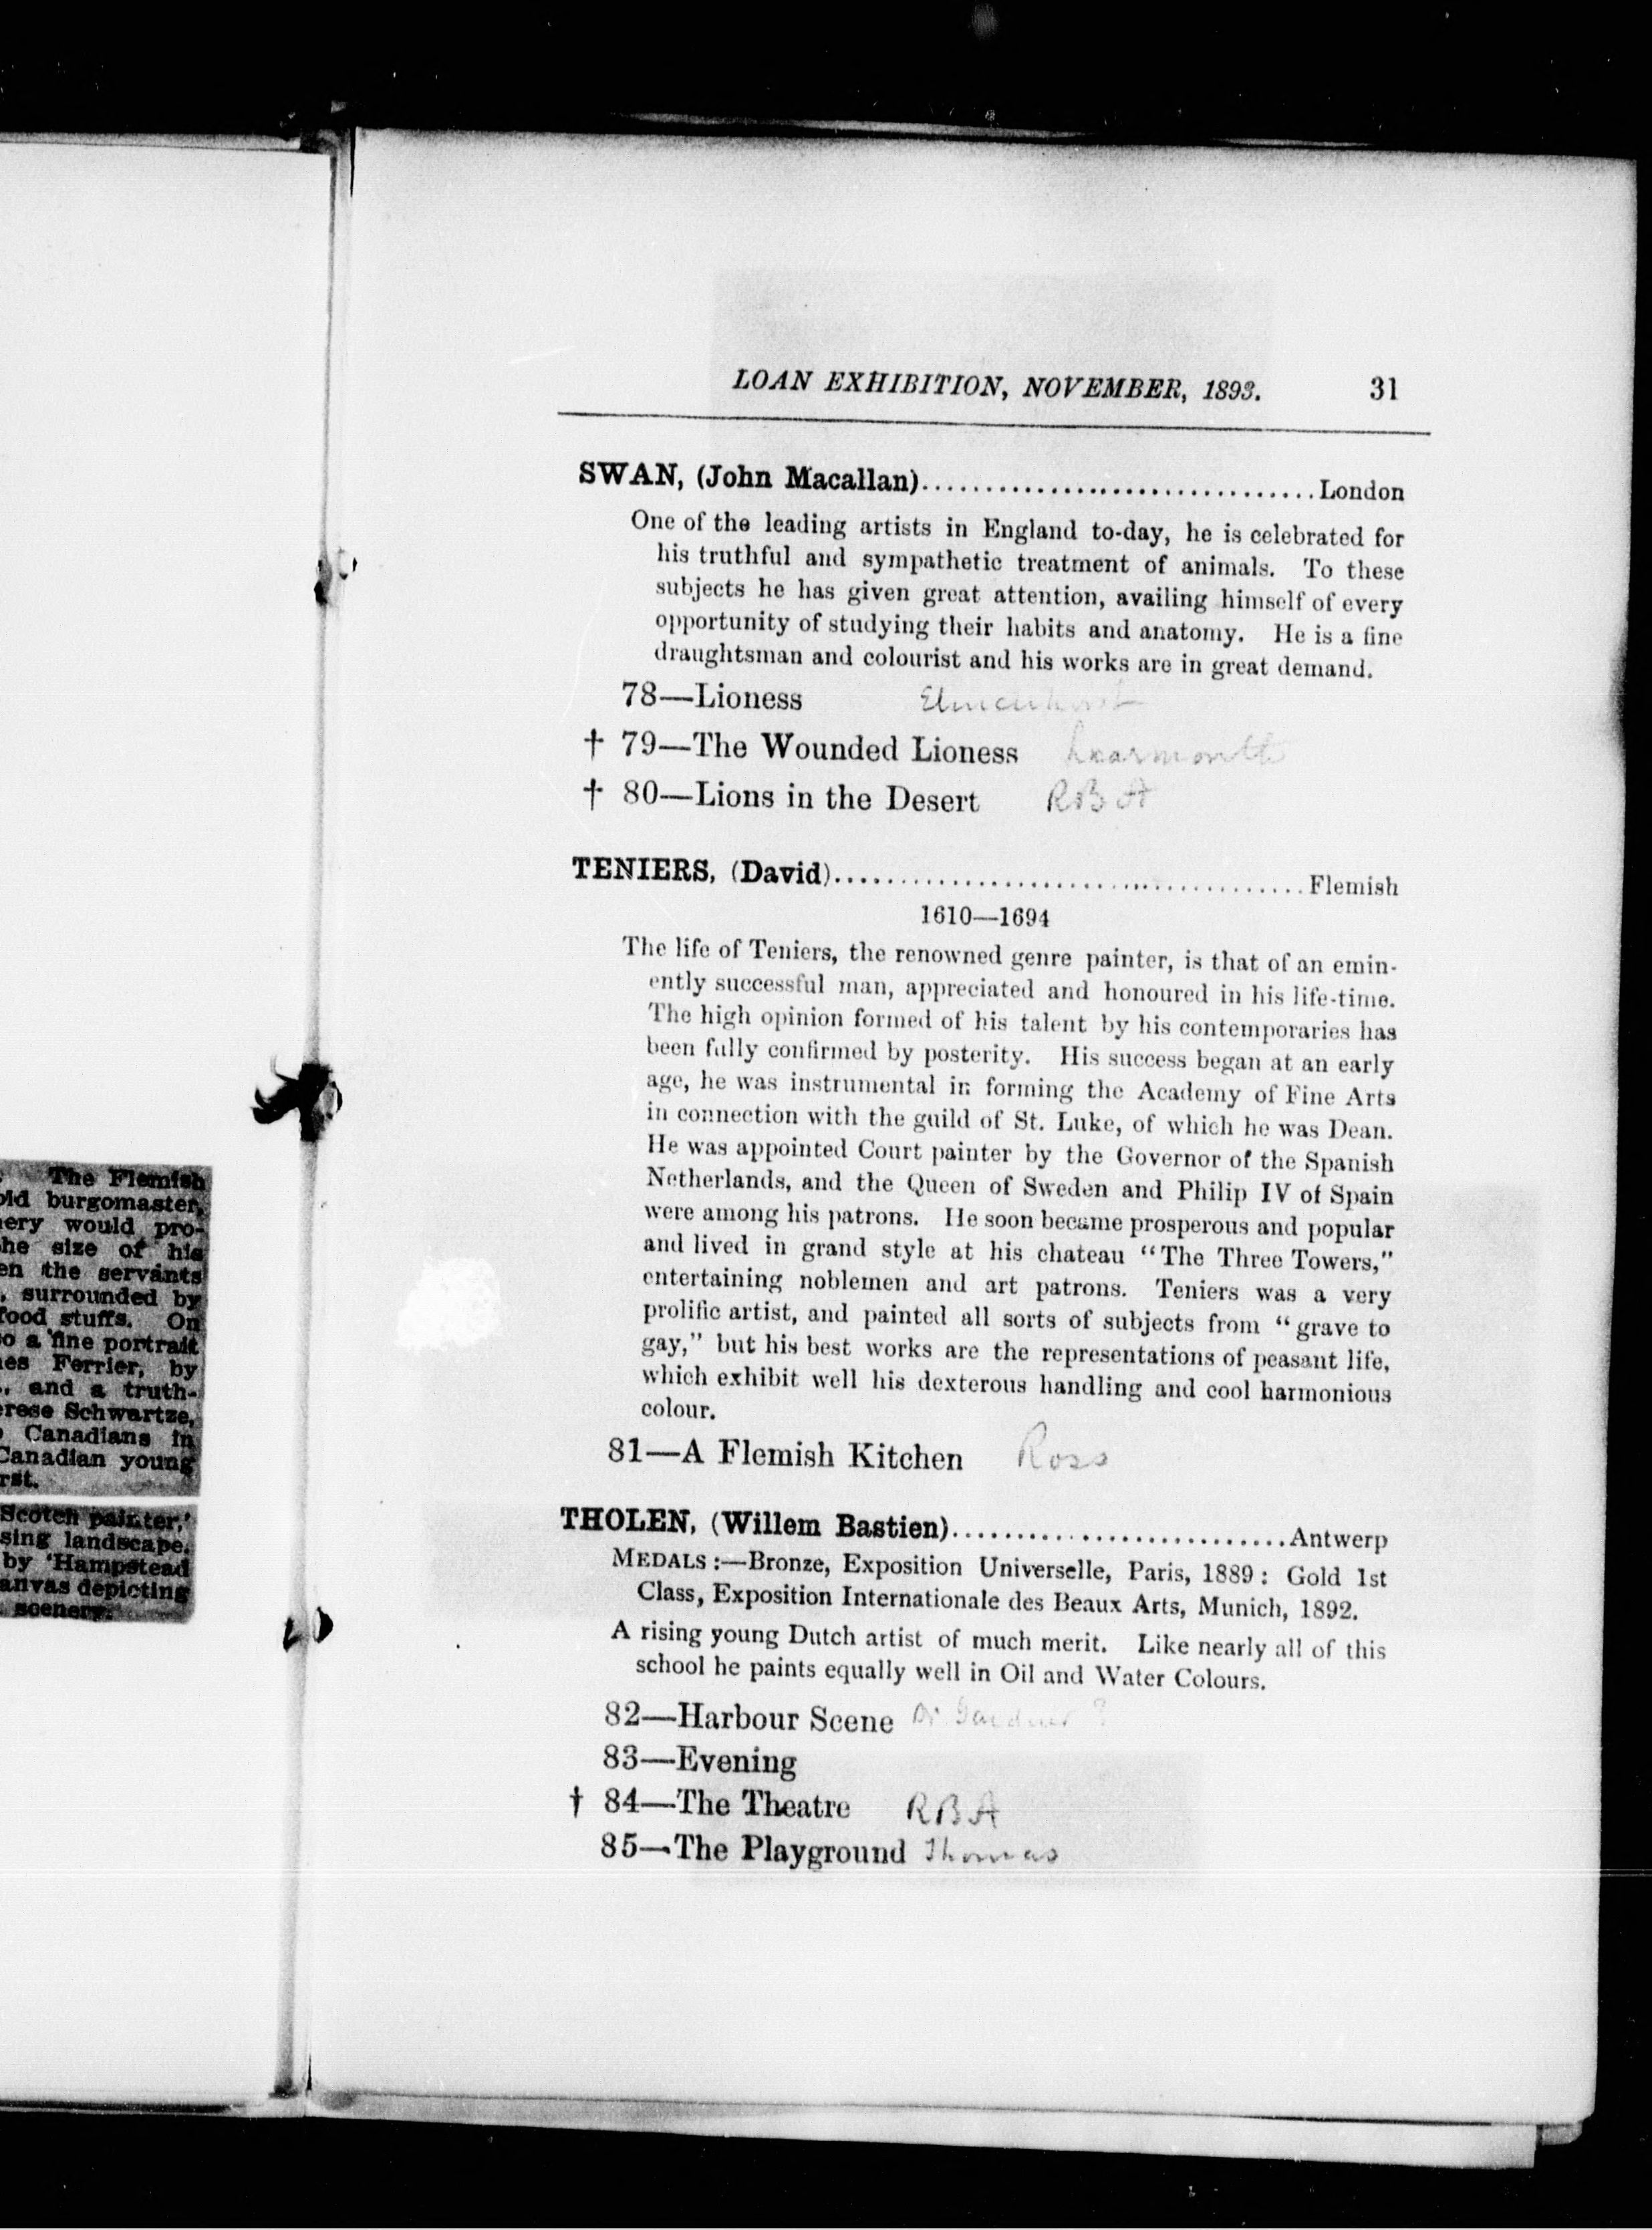 The Flemish
old burgomaster,
would pro-
the size of his
the servants
surrounded by
food stuffs. On
a fine portrait
Ferrier, by
and a truth-
Schwartze,
Canadians in
Canadian young
Scotch painter,
landscape.
by 'Hampstead
canvas depicting
scenery.
LOAN EXHIBITION, NOVEMBER, 1893. 31
SWAN, (John Macallan)....................................London
One of the leading artists in England to-day, he is celebrated for
his truthful and sympathetic treatment of animals. To these
subjects he has given great attention, availing himself of every
opportunity of studying their habits and anatomy. He is a fine
draughtsman and colourist and his works are in great demand.
78—Lioness Elmenhorst
† 79—The Wounded Lioness Learmonth
† 80—Lions in the Desert RBA
TENIERS, (David)............................................Flemish
1610—1694
The life of Teniers, the renowned genre painter, is that of an emin-
ently successful man, appreciated and honoured in his life-time.
The high opinion formed of his talent by his contemporaries has
been fully confirmed by posterity. His success began at an early
age, he was instrumental in forming the Academy of Fine Arts
in connection with the guild of St. Luke, of which he was Dean.
He was appointed Court painter by the Governor of the Spanish
Netherlands, and the Queen of Sweden and Philip IV of Spain
were among his patrons. He soon became prosperous and popular
and lived in grand style at his chateau "The Three Towers,"
entertaining noblemen and art patrons. Teniers was a very
prolific artist, and painted all sorts of subjects from "grave to
gay," but his best works are the representations of peasant life,
which exhibit well his dexterous handling and cool harmonious
colour.
81—A Flemish Kitchen Ross
THOLEN, (Willem Bastien)...............................Antwerp
MEDALS :—Bronze, Exposition Universelle, Paris, 1889 : Gold 1st
Class, Exposition Internationale des Beaux Arts, Munich, 1892.
A rising young Dutch artist of much merit. Like nearly all of this
school he paints equally well in Oil and Water Colours.
82—Harbour Scene Dr Gardner ?
83—Evening
† 84—The Theatre RBA
85—The Playground Thomas